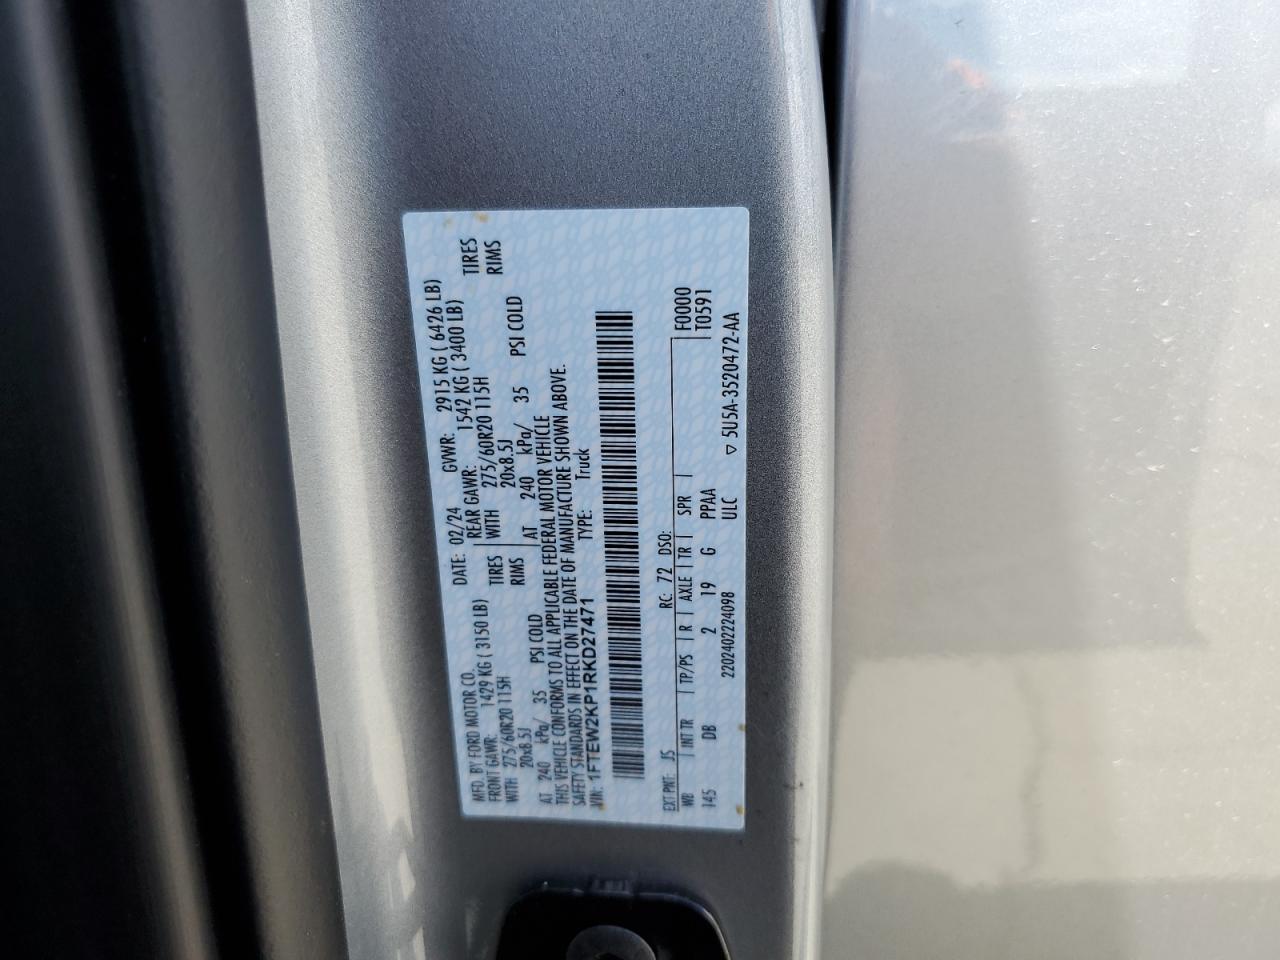 MFD. BY FORD MOTOR CO.
DATE: 02/24 GVWR: 2915 KG ( 6426 LB)
FRONT GAWR: 1429 KG ( 3150 LB) REAR GAWR: 1542 KG ( 3400 LB)
WITH 275/60R20 115H TIRES WITH 275/60R20 115H TIRES
20x8.5J RIMS 20x8.5J RIMS
AT 240 kPa/ 35 PSI COLD AT 240 kPa/ 35 PSI COLD
THIS VEHICLE CONFORMS TO ALL APPLICABLE FEDERAL MOTOR VEHICLE
SAFETY STANDARDS IN EFFECT ON THE DATE OF MANUFACTURE SHOWN ABOVE.
VIN: 1FTEW2KP1RKD27471 TYPE: Truck
EXT PNT: JS RC: 72 DSO:
WB INT TR TP/PS R AXLE TR SPR F0000
145 DB 2 19 G PPAA T0591
2202402224098 ULC ▽ 5U5A-3520472-AA